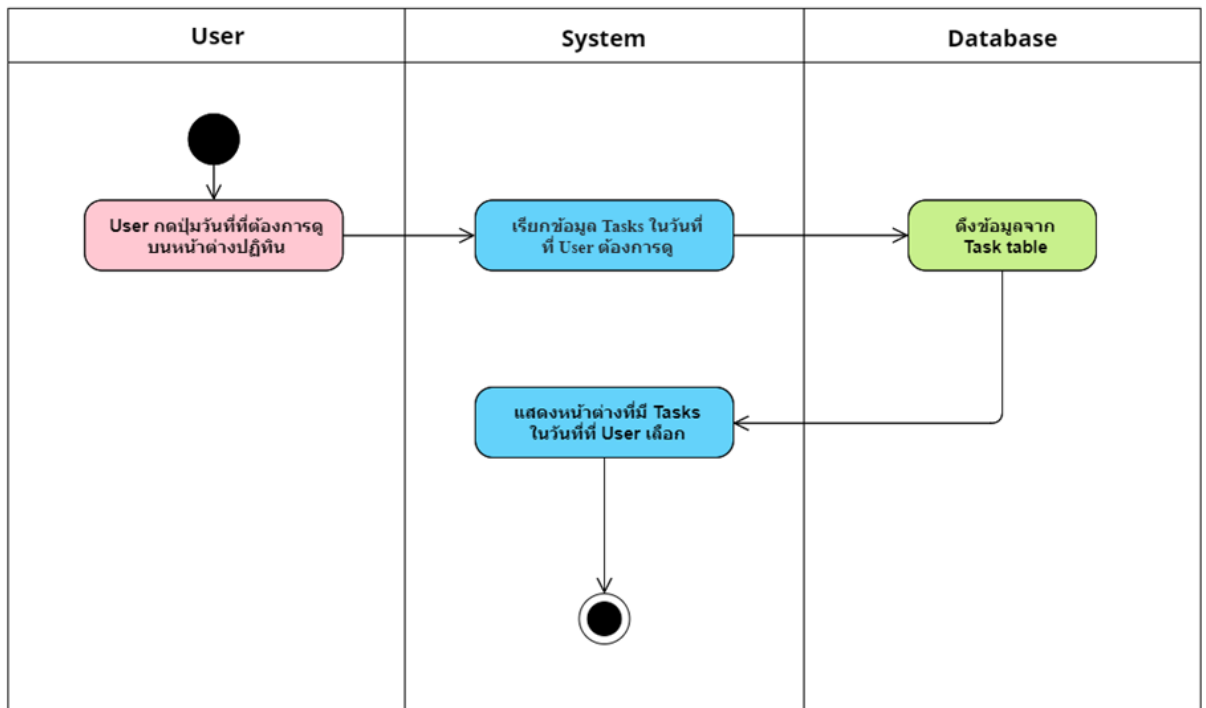 User
System
Database
User กดปุ่มวันที่ที่ต้องการดู
บนหน้าต่างปฏิทิน
เรียกข้อมูล Tasks ในวันที่
ที่ User ต้องการดู
ดึงข้อมูลจาก
Task table
แสดงหน้าต่างที่มี Tasks
ในวันที่ที่ User เลือก